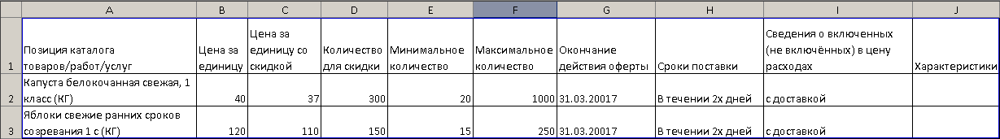 A B C D E F G H I J
1 Позиция каталога товаров/работ/услуг Цена за единицу Цена за единицу со скидкой Количество для скидки Минимальное количество Максимальное количество Окончание действия оферты Сроки поставки Сведения о включенных (не включённых) в цену расходах Характеристики
2 Капуста белокочанная свежая, 1 класс (КГ) 40 37 300 20 1000 31.03.20017 В течении 2х дней с доставкой
3 Яблоки свежие ранних сроков созревания 1 с (КГ) 120 110 150 15 250 31.03.20017 В течении 2х дней с доставкой